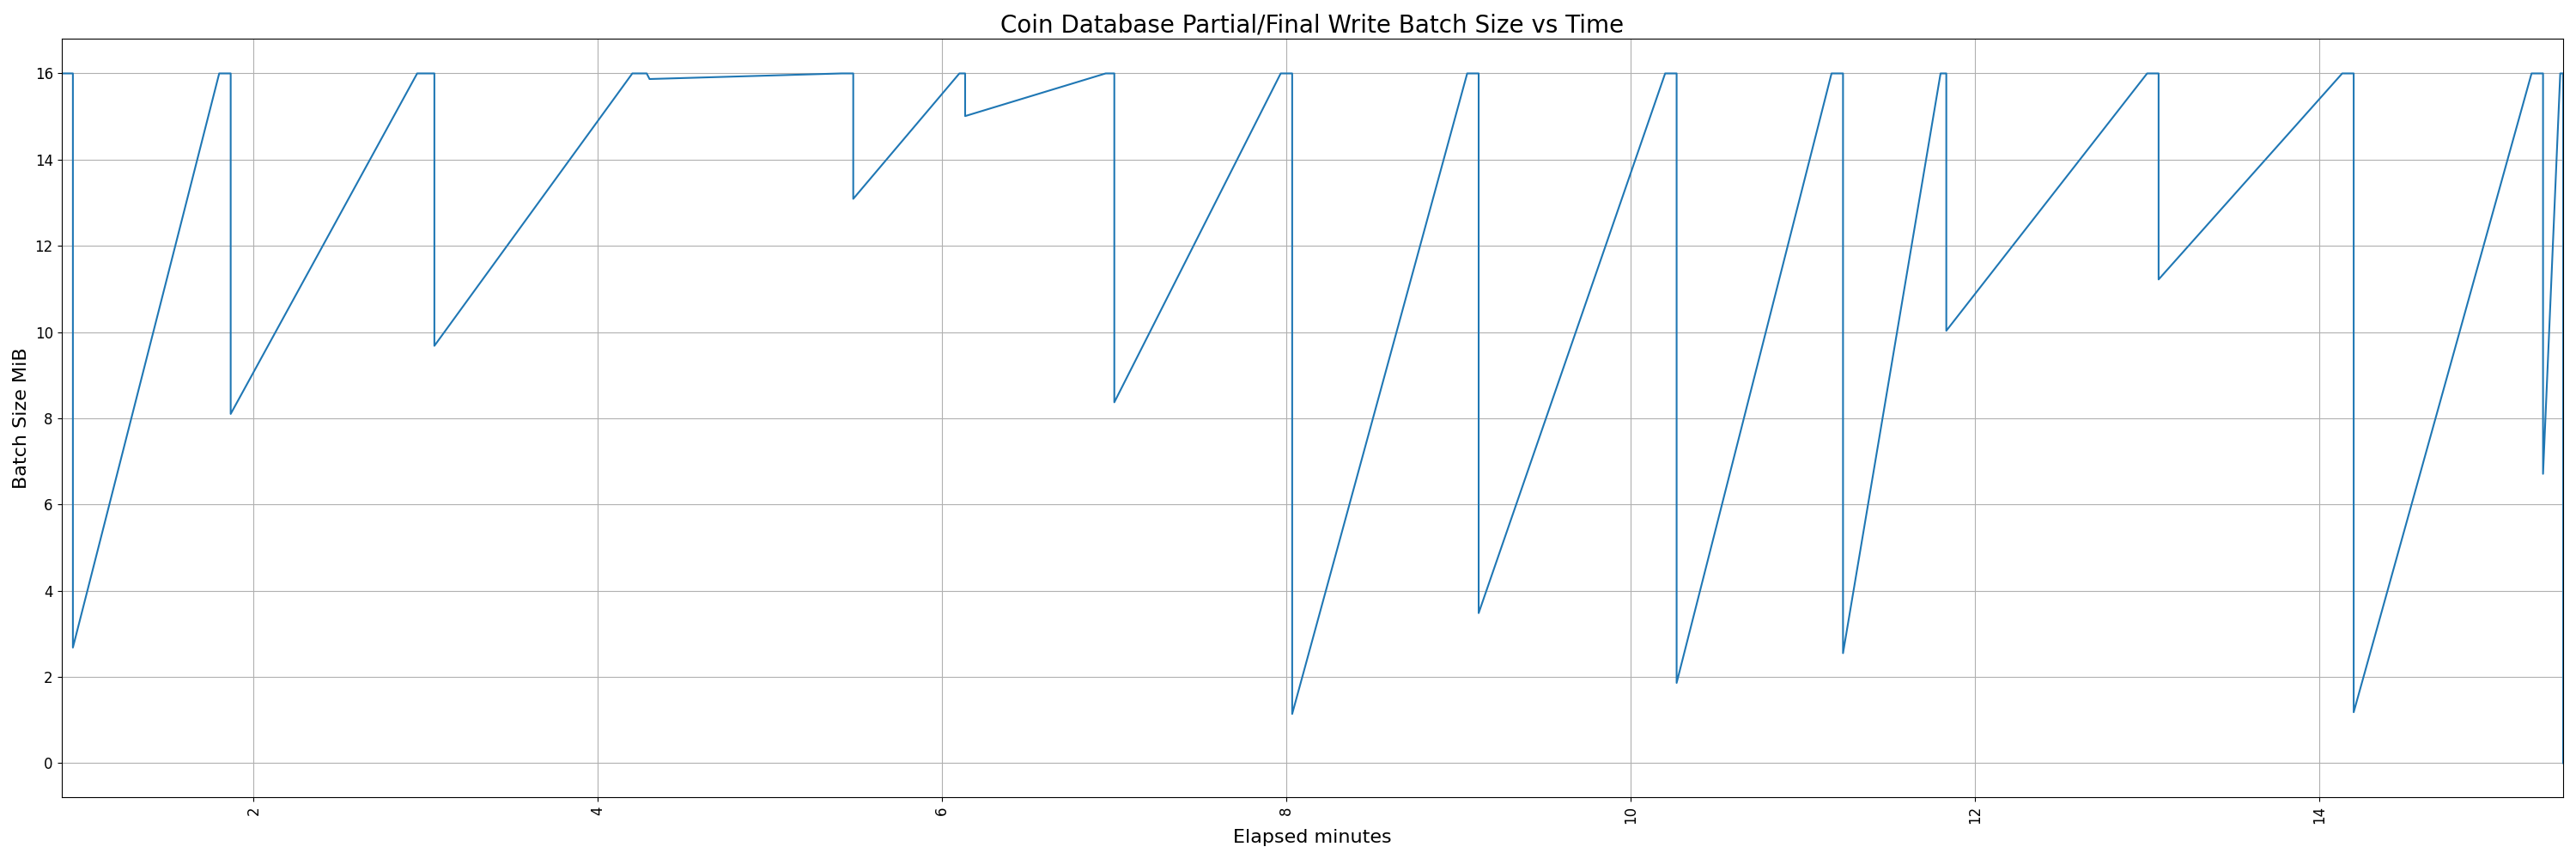 Coin Database Partial/Final Write Batch Size vs Time
Batch Size MiB
16
14
12
10
8
6
4
2
0
2 4 6 8 10 12 14
Elapsed minutes